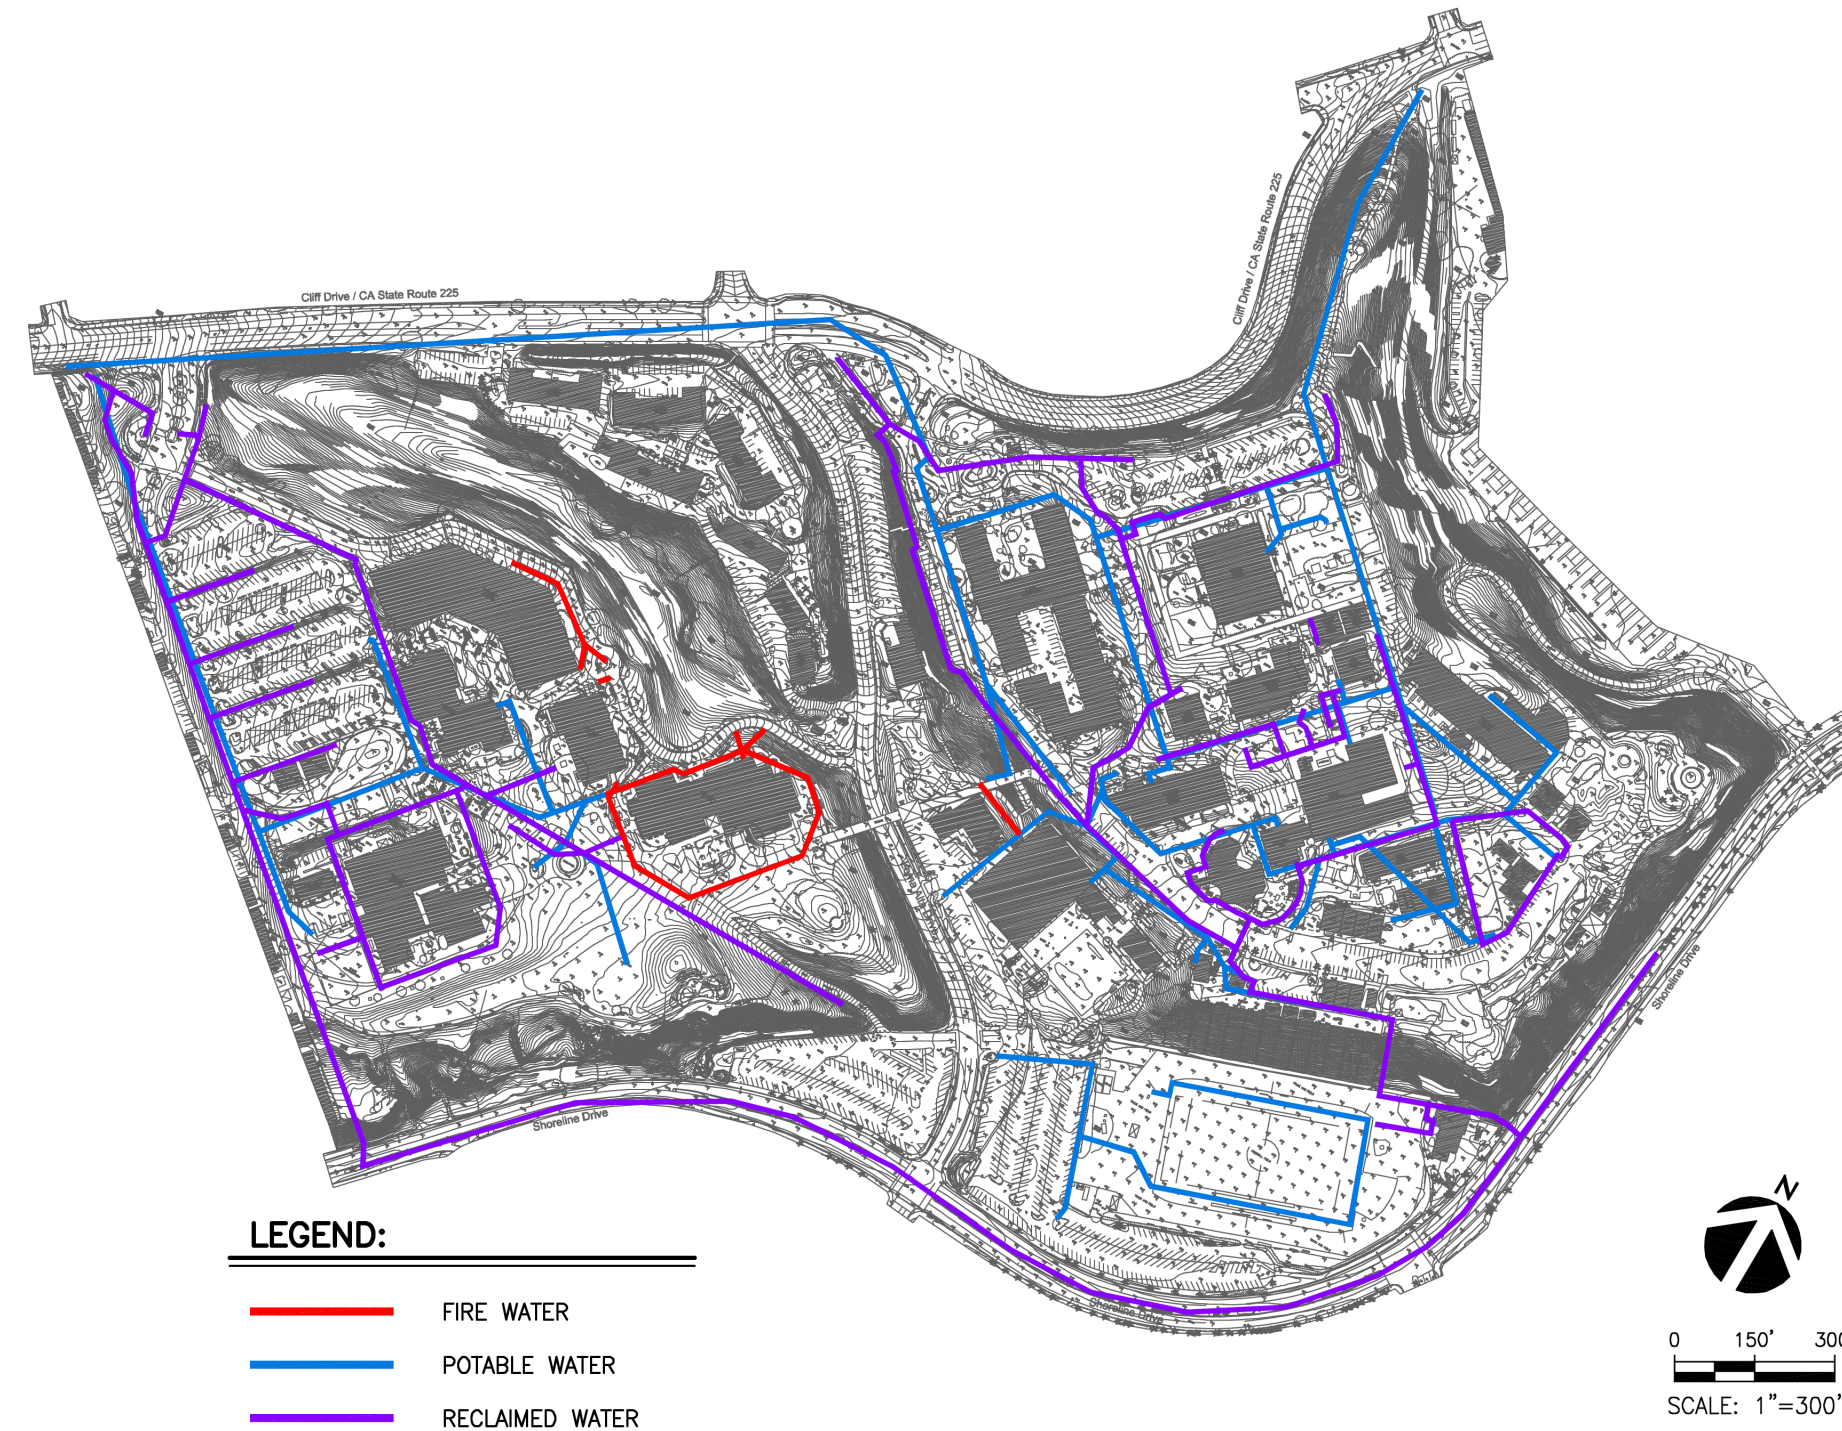 Cliff Drive / CA State Route 225
Cliff Drive / CA State Route 225
Shoreline Drive
Shoreline Drive
Shoreline Drive
LEGEND:
FIRE WATER
POTABLE WATER
RECLAIMED WATER
N
0 150' 300
SCALE: 1"=300'